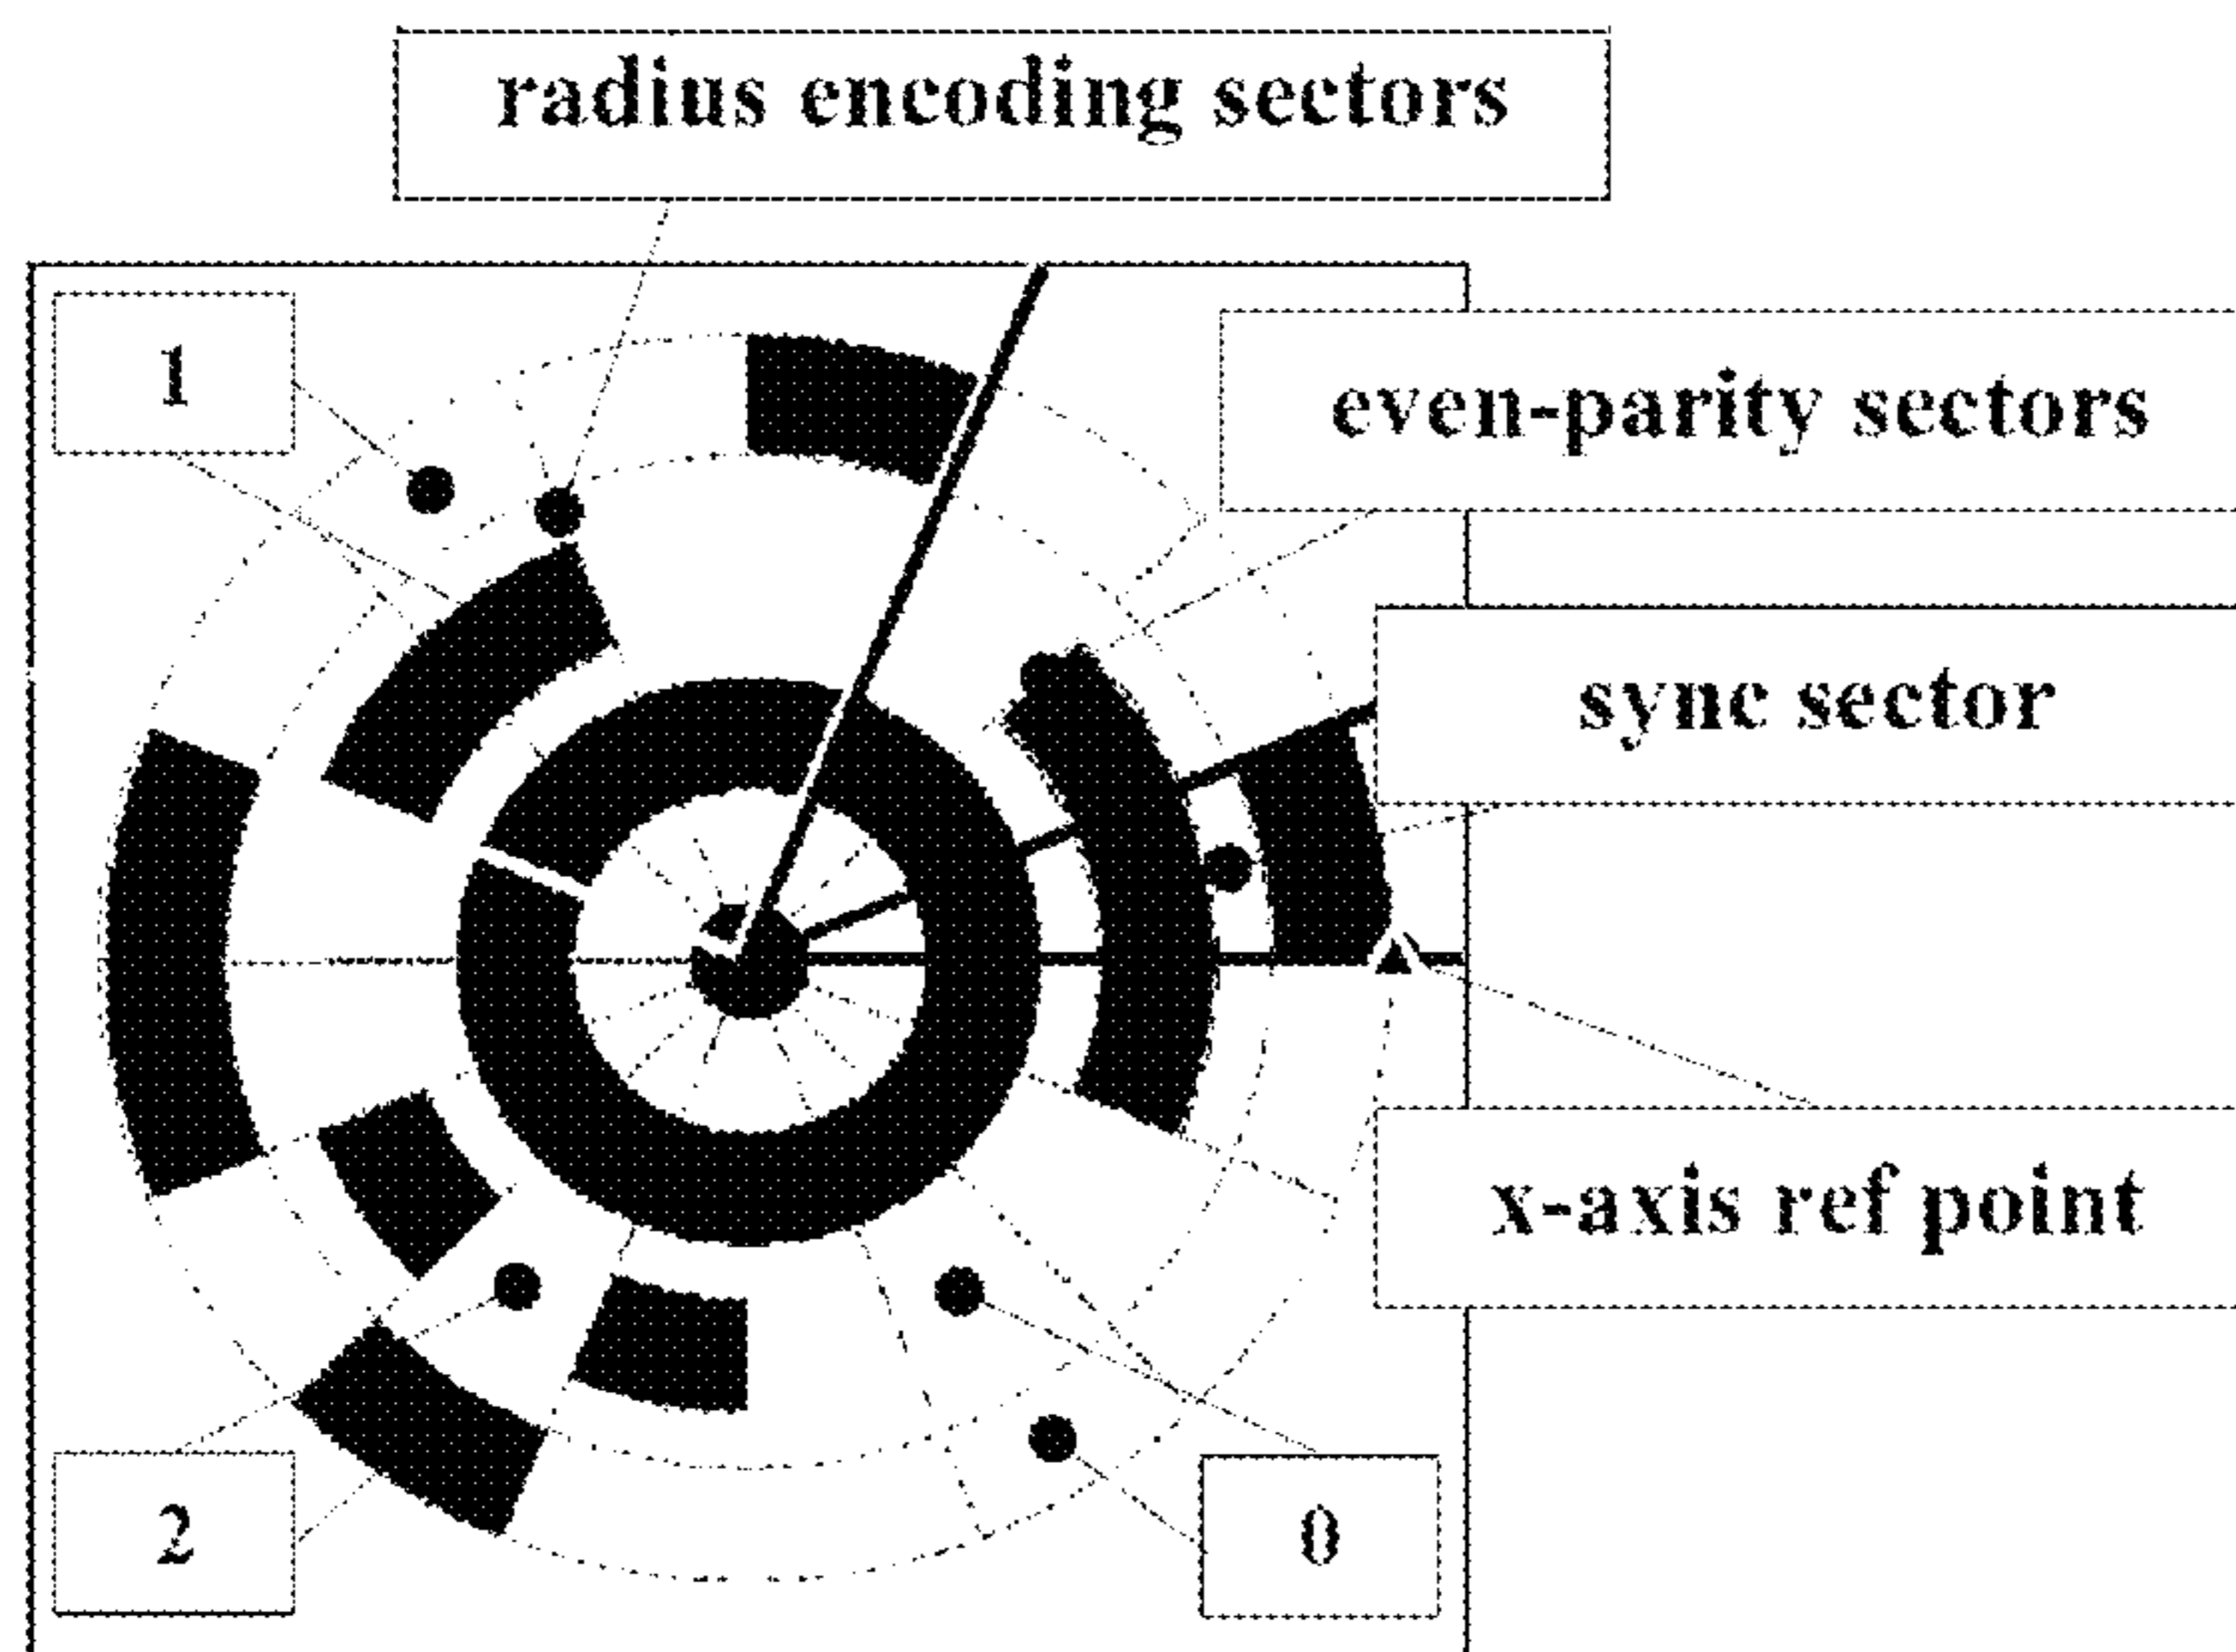 radius encoding sectors
1
even-parity sectors
sync sector
x-axis ref point
2
0